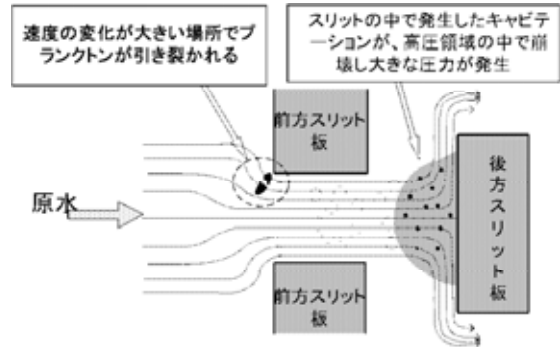 速度の変化が大きい場所でプ
ランクトンが引き裂かれる
スリットの中で発生したキャビテ
ーションが、高圧領域の中で崩
壊し大きな圧力が発生
前方スリット
板
原水
後方スリット板
前方スリット
板